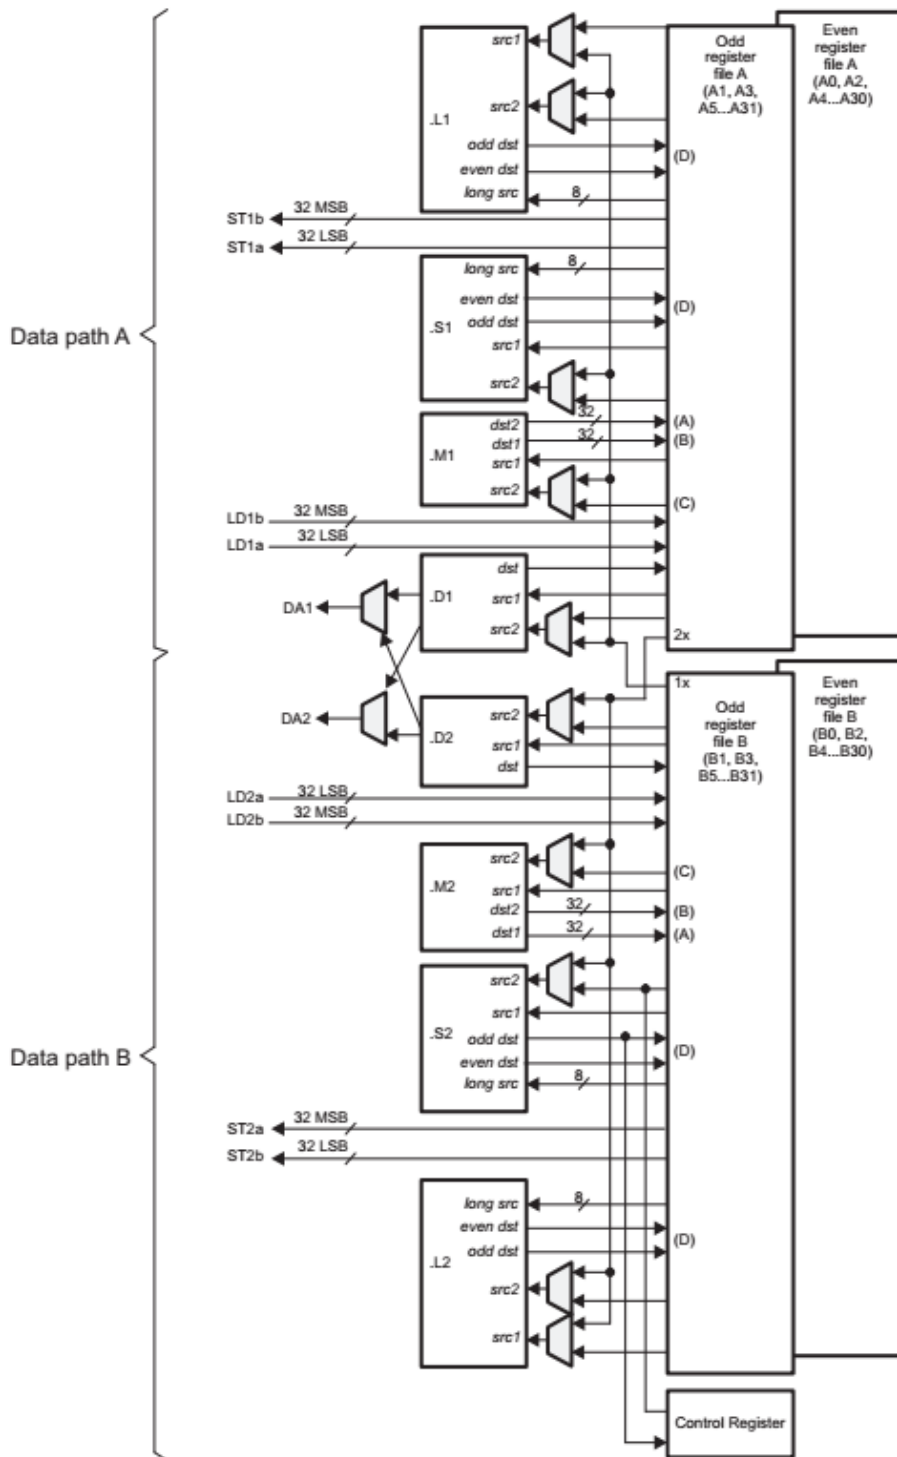 src1
Odd
register
file A
(A1, A3,
A5...A31)
Even
register
file A
(A0, A2,
A4...A30)
src2
.L1
odd dst
(D)
even dst
long src
8
ST1b
32 MSB
ST1a
32 LSB
long src
8
even dst
(D)
Data path A
.S1
odd dst
src1
src2
32
dst2
(A)
32
dst1
(B)
.M1
src1
src2
(C)
LD1b
32 MSB
LD1a
32 LSB
dst
.D1
src1
DA1
src2
2x
1x
Odd
register
file B
(B1, B3,
B5...B31)
Even
register
file B
(B0, B2,
B4...B30)
DA2
src2
.D2
src1
dst
LD2a
32 LSB
LD2b
32 MSB
src2
(C)
.M2
src1
dst2
32
(B)
dst1
32
(A)
src2
src1
.S2
odd dst
(D)
Data path B
even dst
long src
8
ST2a
32 MSB
ST2b
32 LSB
long src
8
even dst
(D)
odd dst
.L2
src2
src1
Control Register